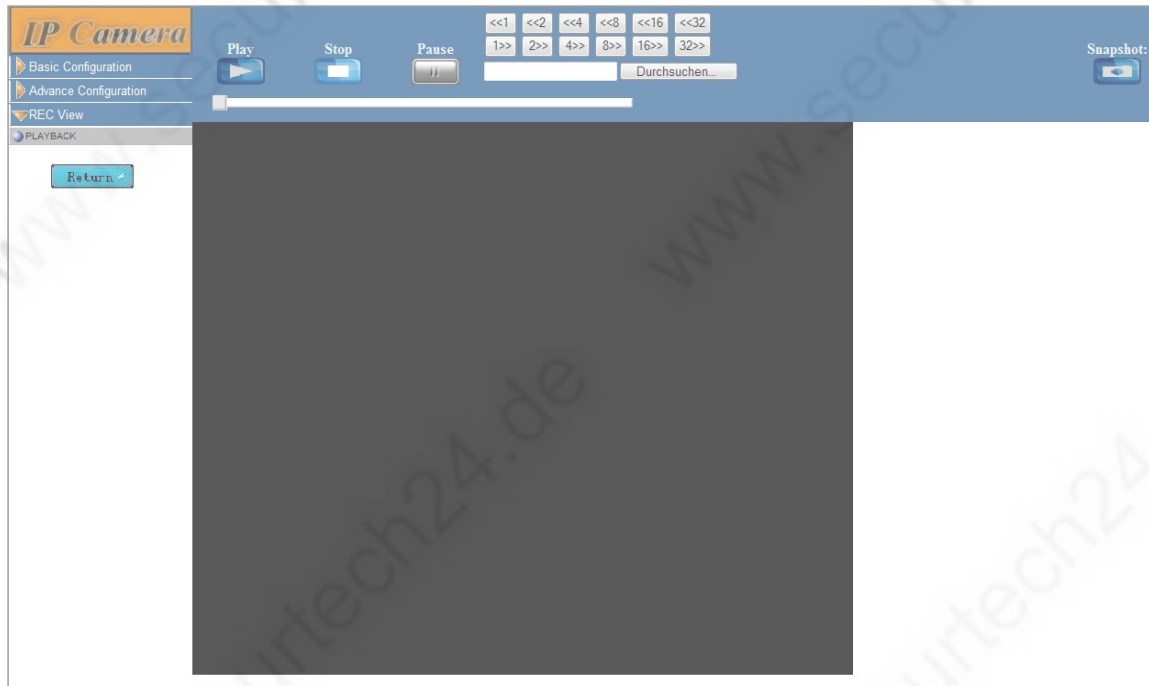 IP Camera
Basic Configuration
Advance Configuration
REC View
PLAYBACK
Return
Play
Stop
Pause
<<1 <<2 <<4 <<8 <<16 <<32
1>> 2>> 4>> 8>> 16>> 32>>
Durchsuchen...
Snapshot:
www.securtech24.de